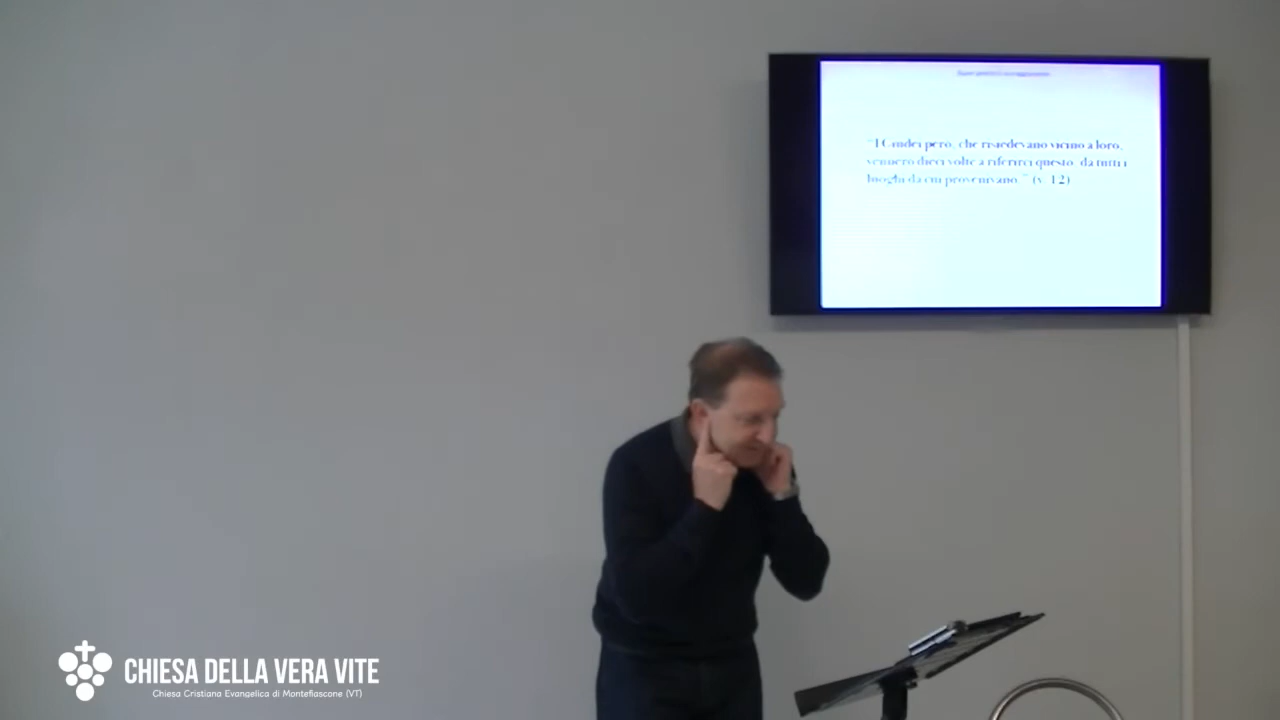 "I Giudei però, che risiedevano vicino a loro,
vennero dieci volte a riferirci questo, da tutti i
luoghi da cui provenivano." (v. 12)
CHIESA DELLA VERA VITE
Chiesa Cristiana Evangelica di Montefiascone (VT)